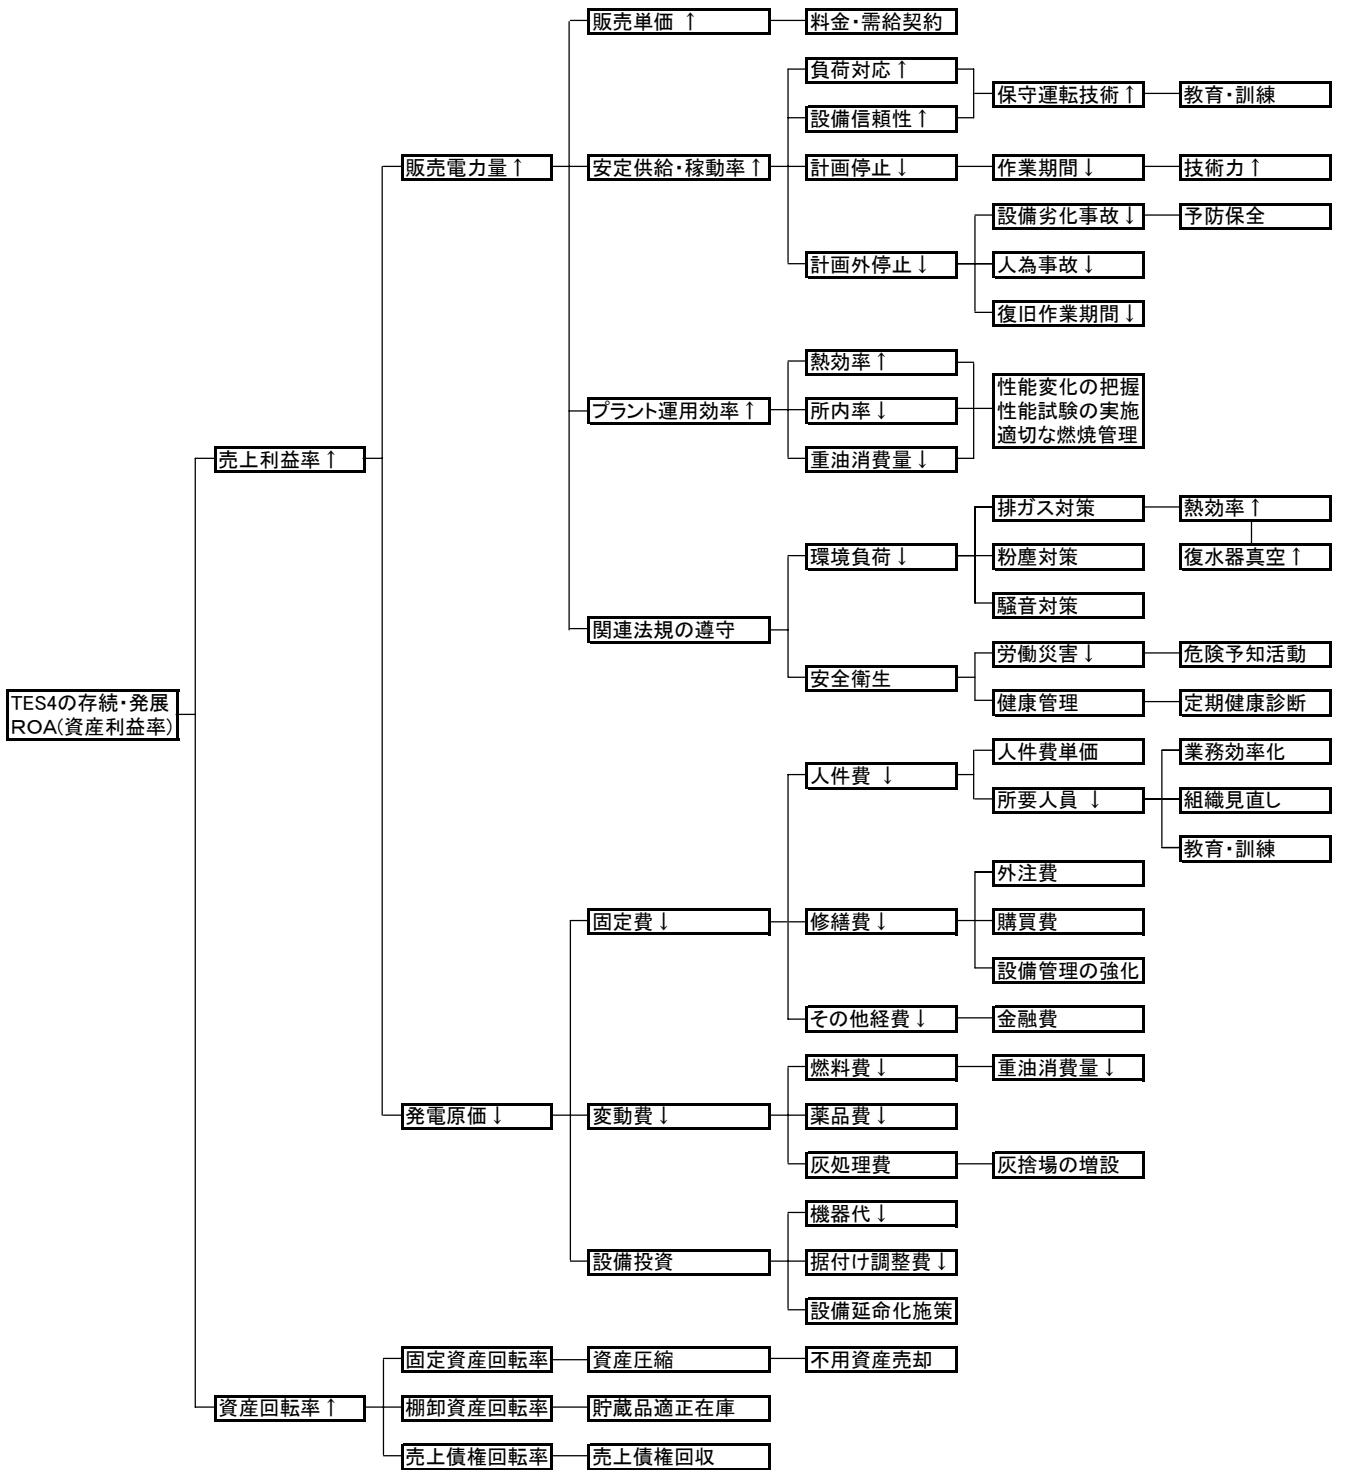 販売単価 ↑
料金・需給契約
負荷対応↑
保守運転技術↑
教育・訓練
設備信頼性↑
販売電力量↑
安定供給・稼動率↑
計画停止↓
作業期間↓
技術力↑
設備劣化事故↓
予防保全
計画外停止↓
人為事故↓
復旧作業期間↓
熱効率↑
プラント運用効率↑
所内率↓
性能変化の把握
性能試験の実施
適切な燃焼管理
売上利益率↑
重油消費量↓
排ガス対策
熱効率↑
環境負荷↓
粉塵対策
復水器真空↑
騒音対策
関連法規の遵守
労働災害↓
危険予知活動
安全衛生
健康管理
定期健康診断
TES4の存続・発展
ROA(資産利益率)
人件費単価
業務効率化
人件費 ↓
所要人員 ↓
組織見直し
教育・訓練
外注費
固定費↓
修繕費↓
購買費
設備管理の強化
その他経費↓
金融費
燃料費↓
重油消費量↓
発電原価↓
変動費↓
薬品費↓
灰処理費
灰捨場の増設
機器代↓
設備投資
据付け調整費↓
設備延命化施策
固定資産回転率
資産圧縮
不用資産売却
資産回転率↑
棚卸資産回転率
貯蔵品適正在庫
売上債権回転率
売上債権回収